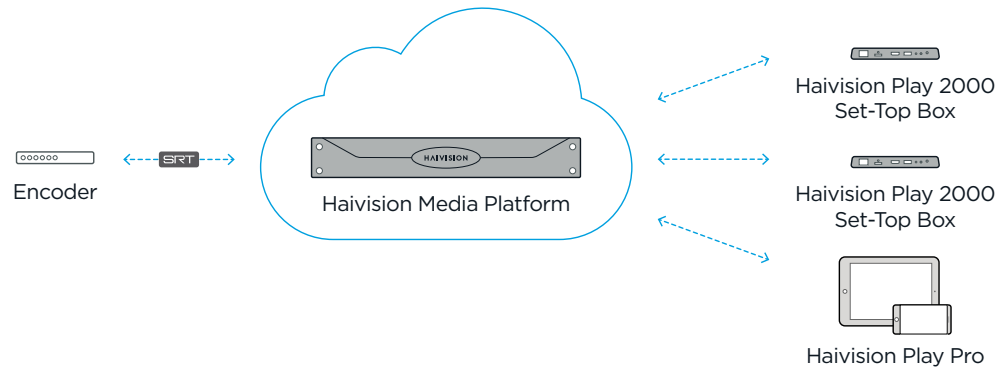 Encoder
SRT
HAIVISION
Haivision Media Platform
Haivision Play 2000
Set-Top Box
Haivision Play 2000
Set-Top Box
Haivision Play Pro